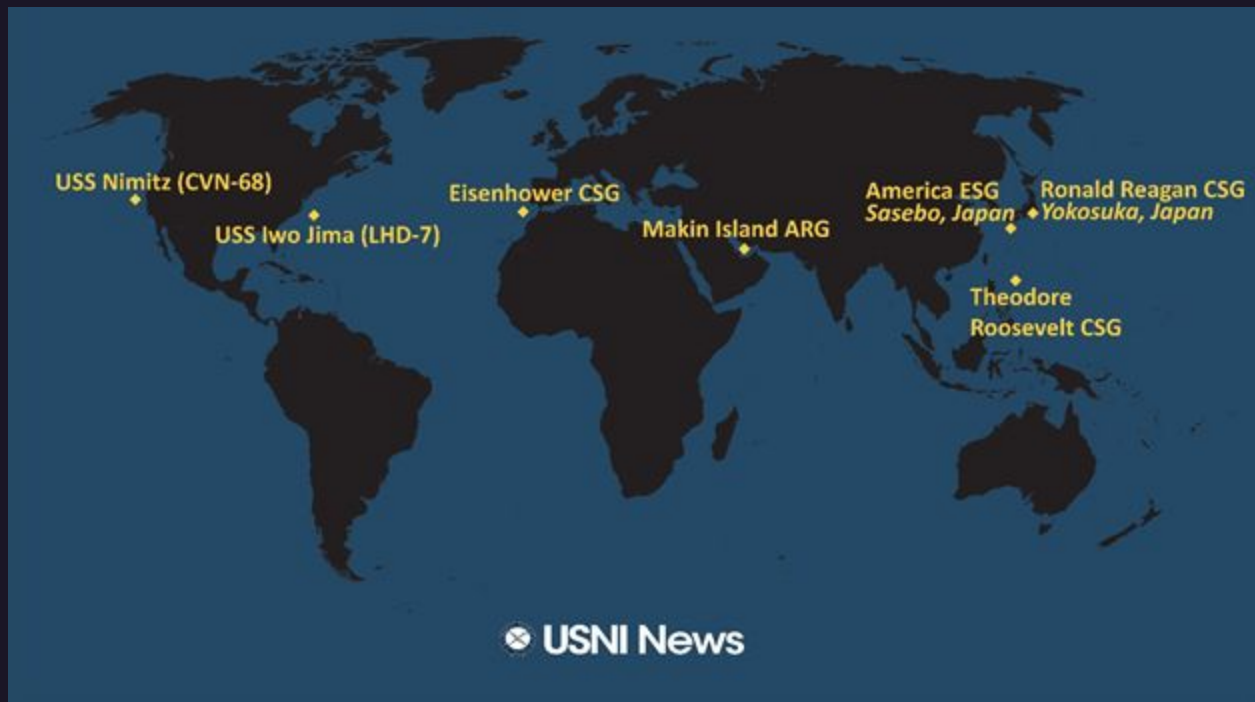 USS Nimitz (CVN-68)
USS Iwo Jima (LHD-7)
Eisenhower CSG
Makin Island ARG
America ESG
Sasebo, Japan
Ronald Reagan CSG
Yokosuka, Japan
Theodore
Roosevelt CSG
USNI News